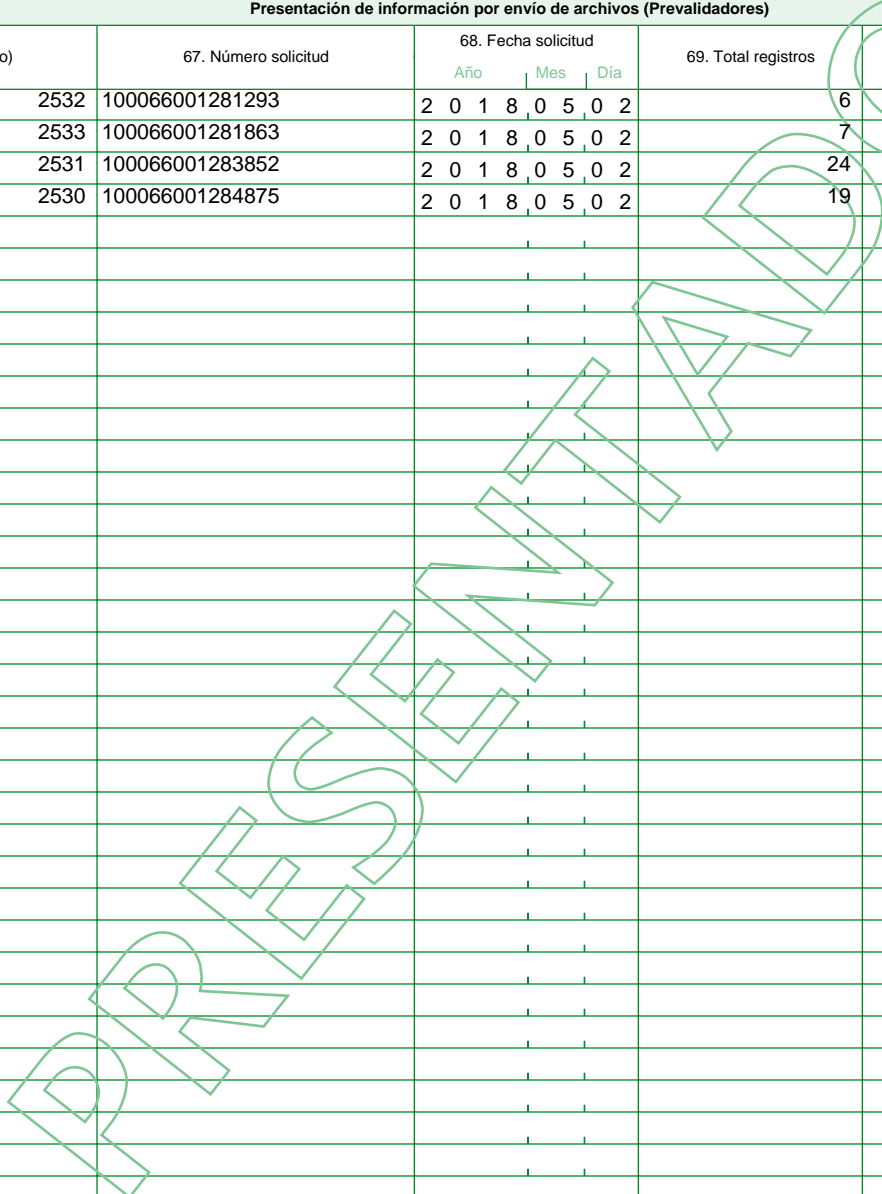 Presentación de información por envío de archivos (Prevalidadores)
o) 67. Número solicitud 68. Fecha solicitud 69. Total registros
Año Mes Día
2532 100066001281293 2 0 1 8 0 5 0 2 6
2533 100066001281863 2 0 1 8 0 5 0 2 7
2531 100066001283852 2 0 1 8 0 5 0 2 24
2530 100066001284875 2 0 1 8 0 5 0 2 19
PRESENTADO